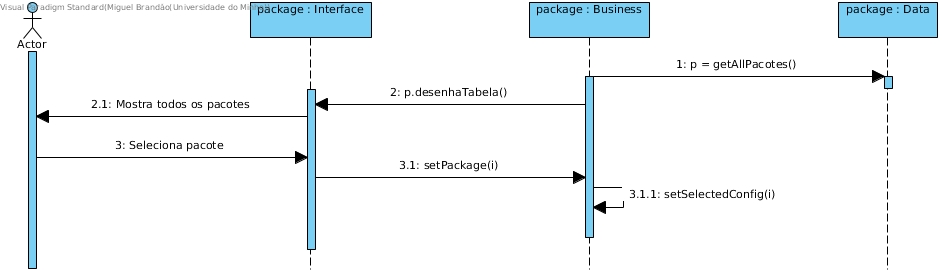 Visual Paradigm Standard(Miguel Brandão(Universidade do Minho
package : Interface
package : Business
package : Data
Actor
1: p = getAllPacotes()
2: p.desenhaTabela()
2.1: Mostra todos os pacotes
3: Seleciona pacote
3.1: setPackage(i)
3.1.1: setSelectedConfig(i)